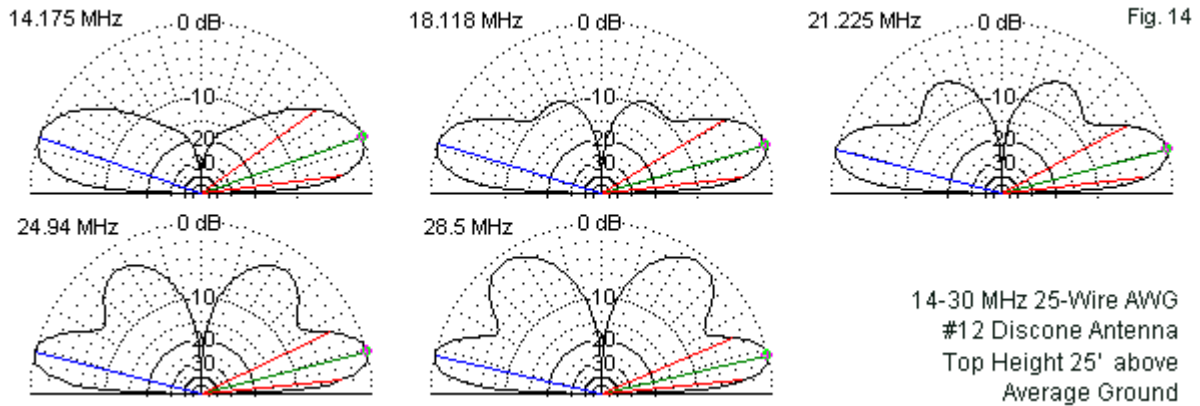 14.175 MHz
0 dB
-10
20
30
18.118 MHz
0 dB
-10
20
30
21.225 MHz
0 dB
-10
20
30
Fig. 14
24.94 MHz
0 dB
-10
20
30
28.5 MHz
0 dB
-10
20
30
14-30 MHz 25-Wire AWG
#12 Discone Antenna
Top Height 25' above
Average Ground